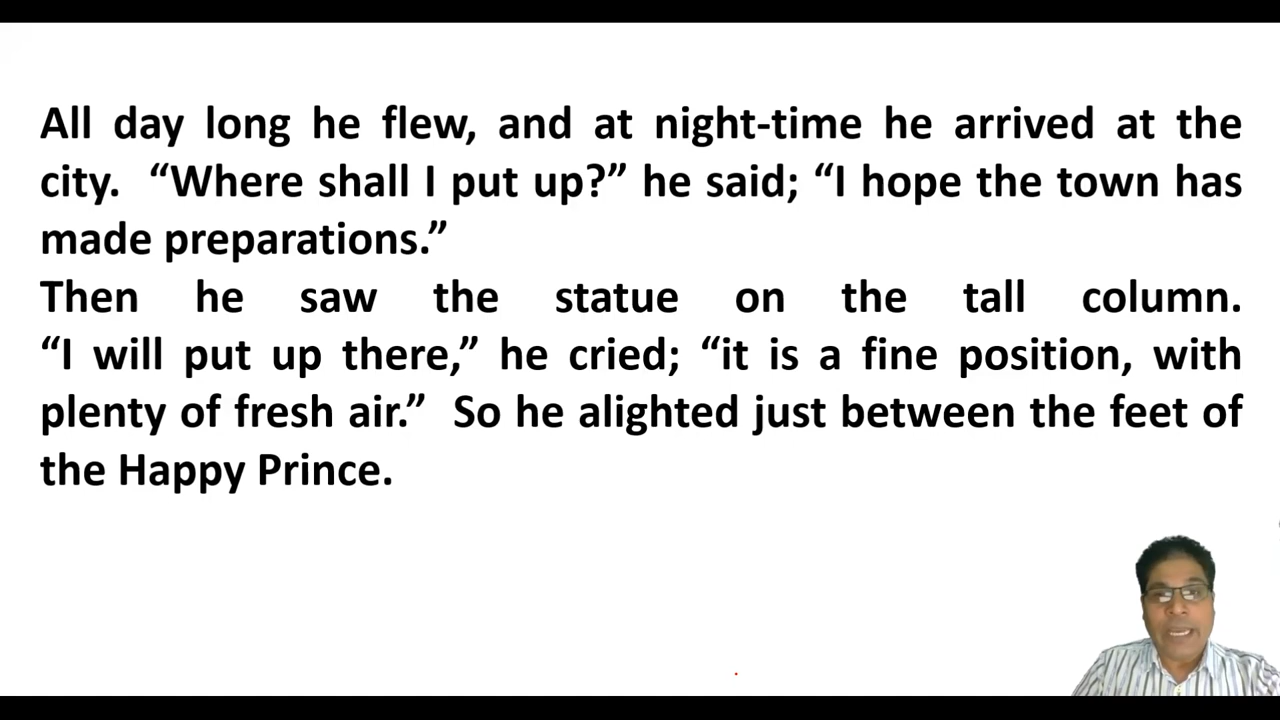 All day long he flew, and at night-time he arrived at the
city.  “Where shall I put up?” he said; “I hope the town has
made preparations.”
Then he saw the statue on the tall column.
“I will put up there,” he cried; “it is a fine position, with
plenty of fresh air.”  So he alighted just between the feet of
the Happy Prince.